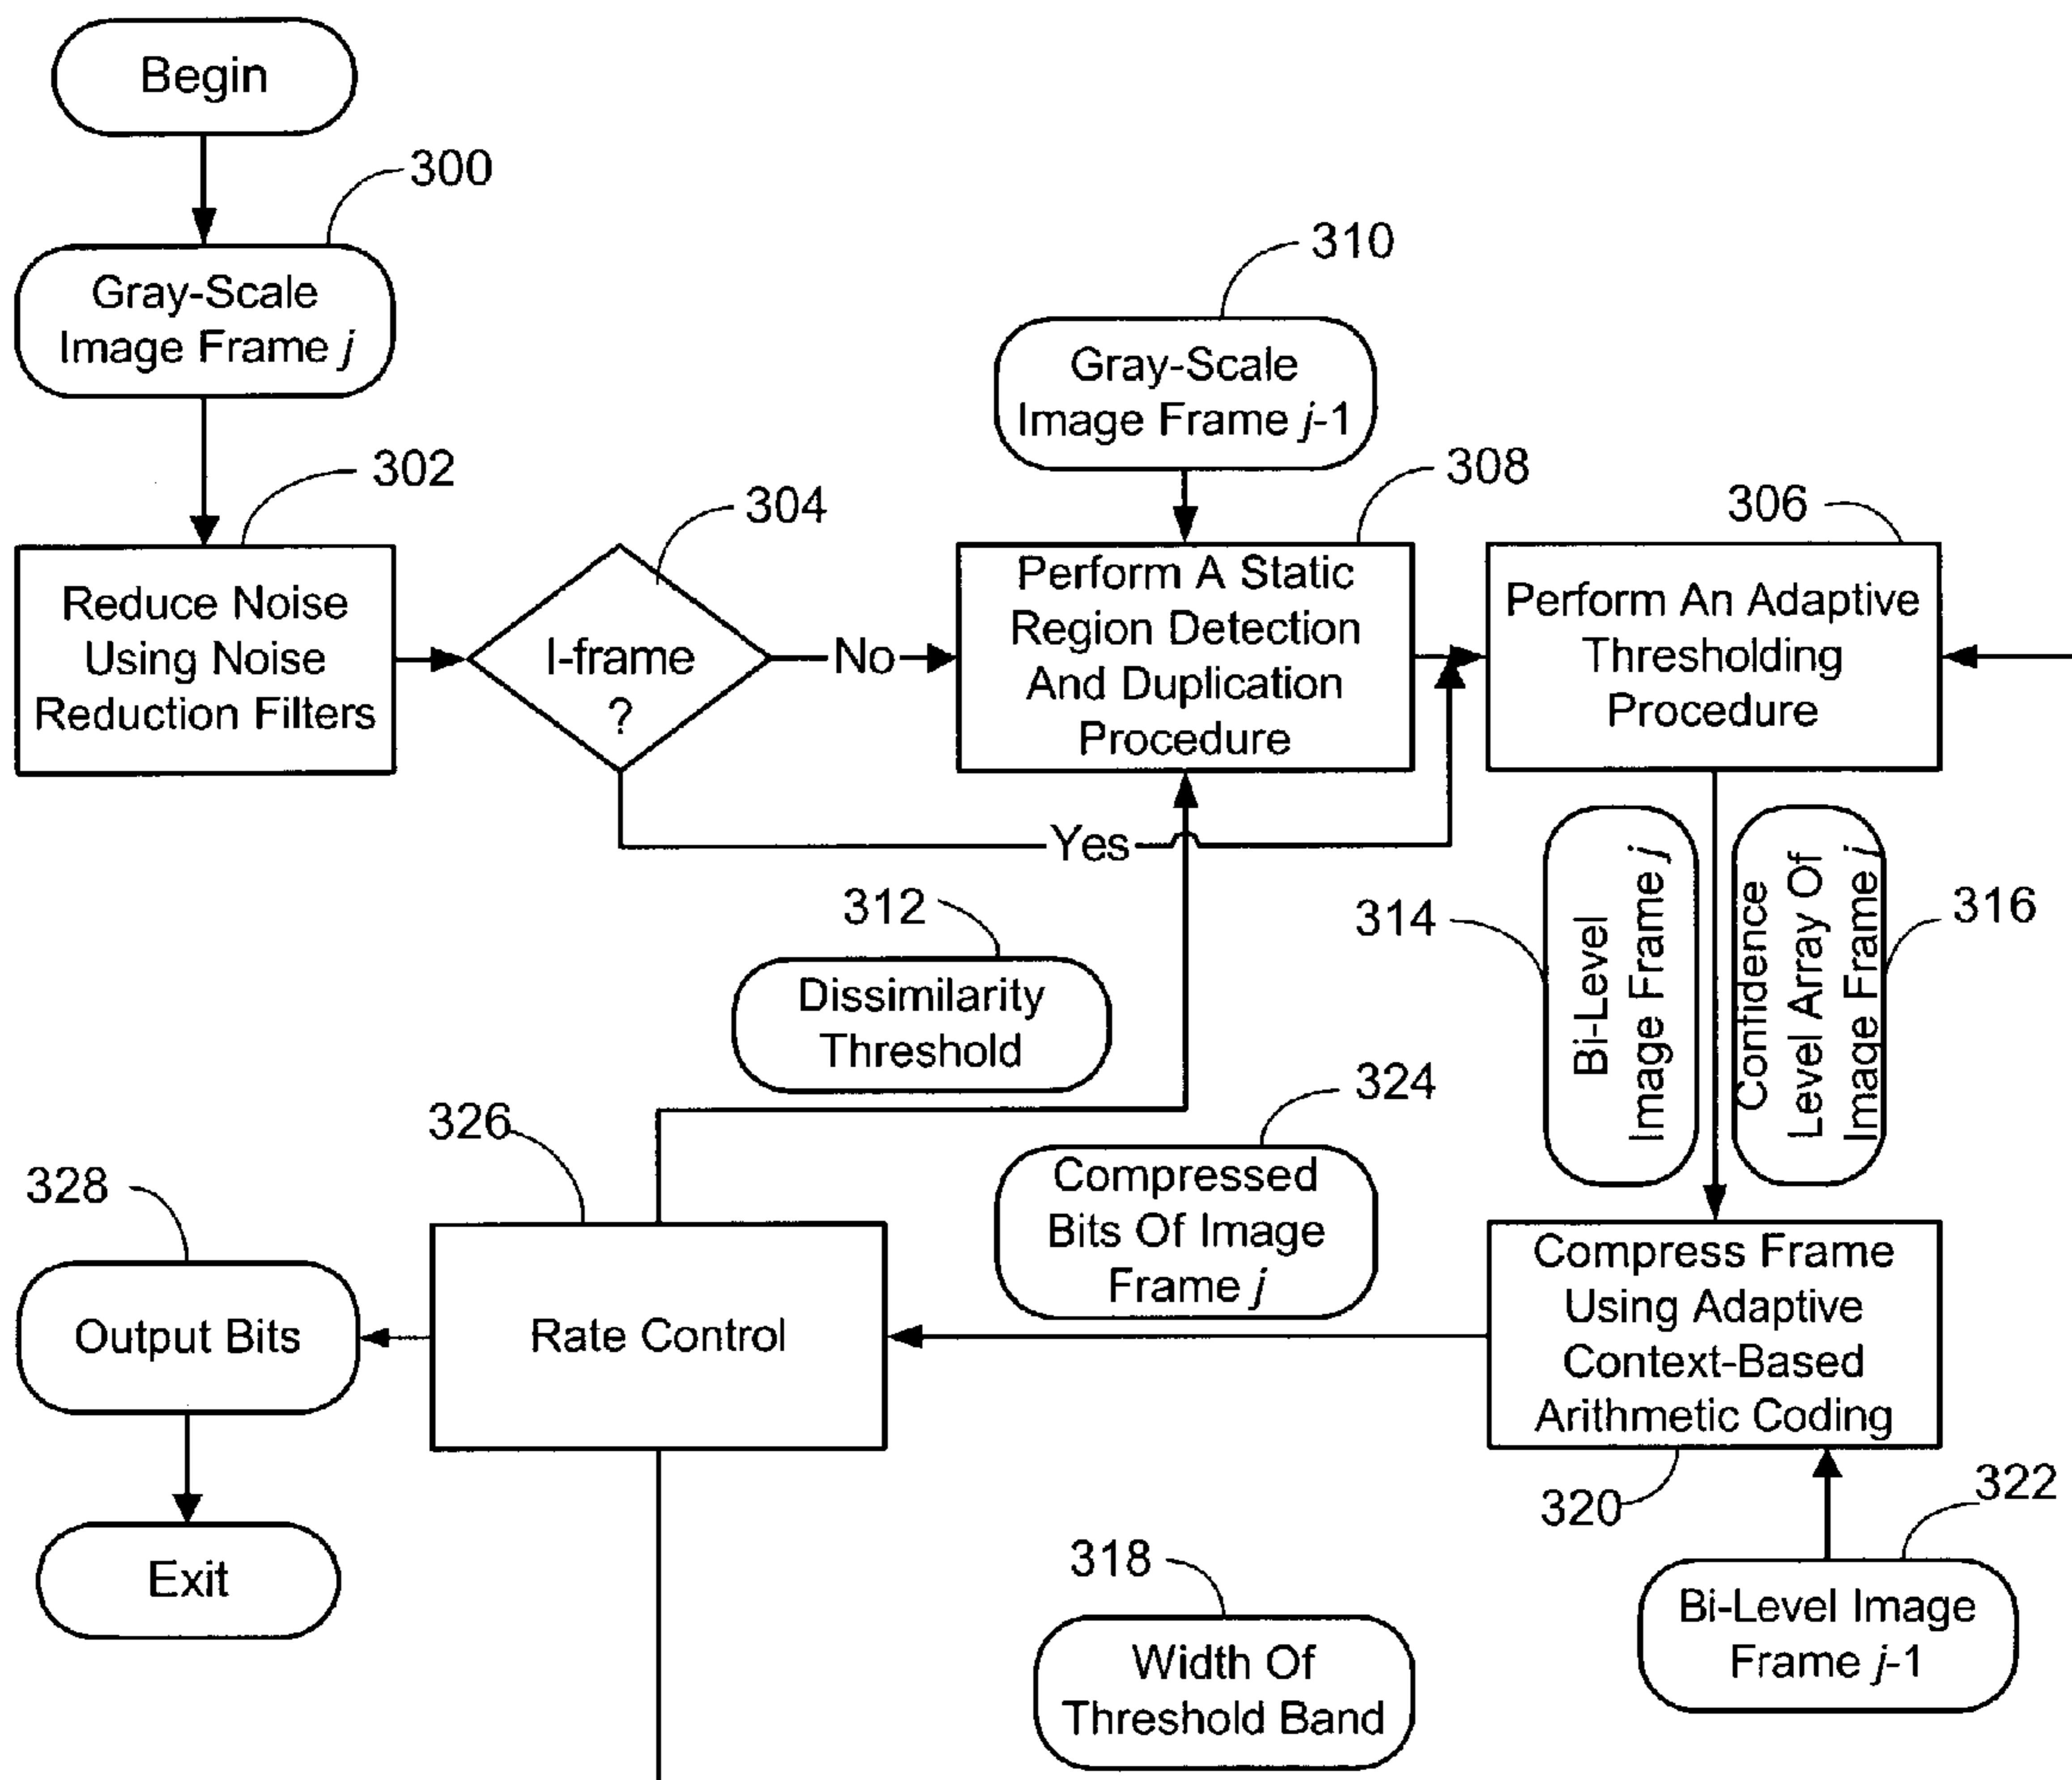 Begin
300
Gray-Scale
Image Frame j
310
Gray-Scale
Image Frame j-1
302
304
308
306
Reduce Noise
Using Noise
Reduction Filters
I-frame
?
No
Perform A Static
Region Detection
And Duplication
Procedure
Perform An Adaptive
Thresholding
Procedure
Yes
312
Dissimilarity
Threshold
314
Bi-Level
Image Frame j
Confidence
Level Array Of
Image Frame j
316
324
Compressed
Bits Of Image
Frame j
326
328
Output Bits
Rate Control
Compress Frame
Using Adaptive
Context-Based
Arithmetic Coding
320
322
Exit
318
Width Of
Threshold Band
Bi-Level Image
Frame j-1